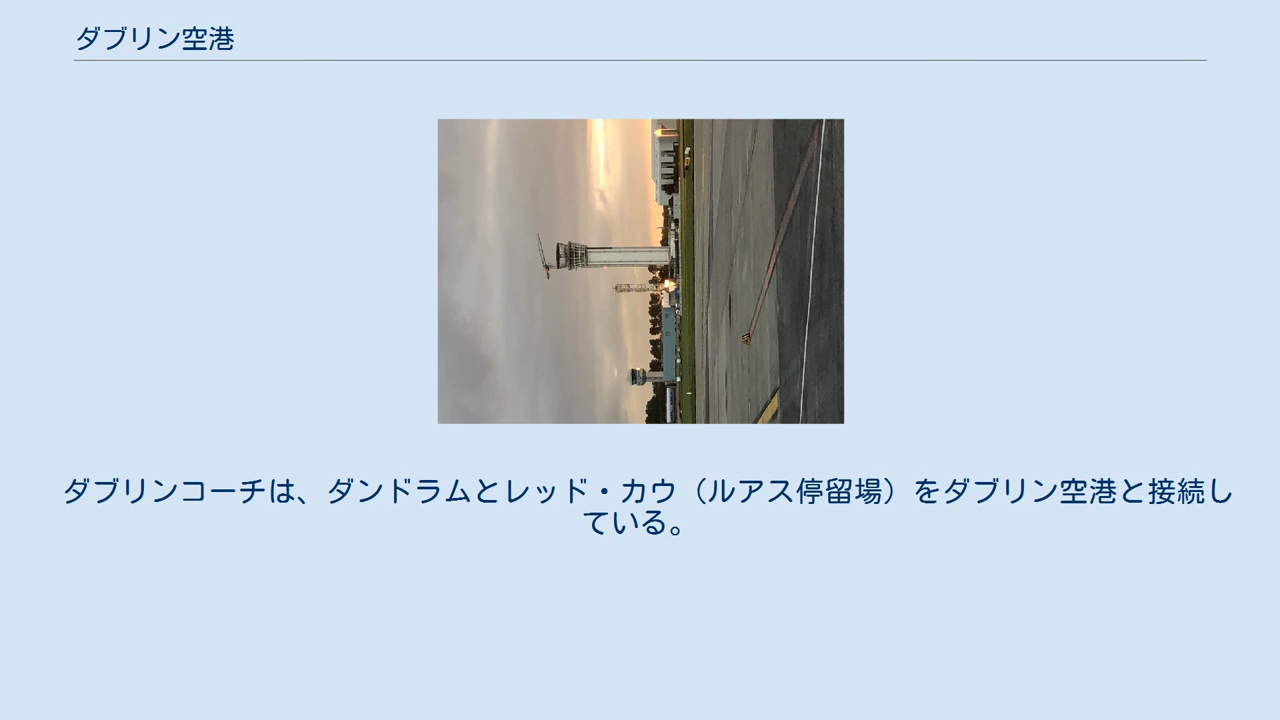 ダブリン空港
ダブリンコーチは、ダンドラムとレッド・カウ（ルアス停留場）をダブリン空港と接続し
ている。